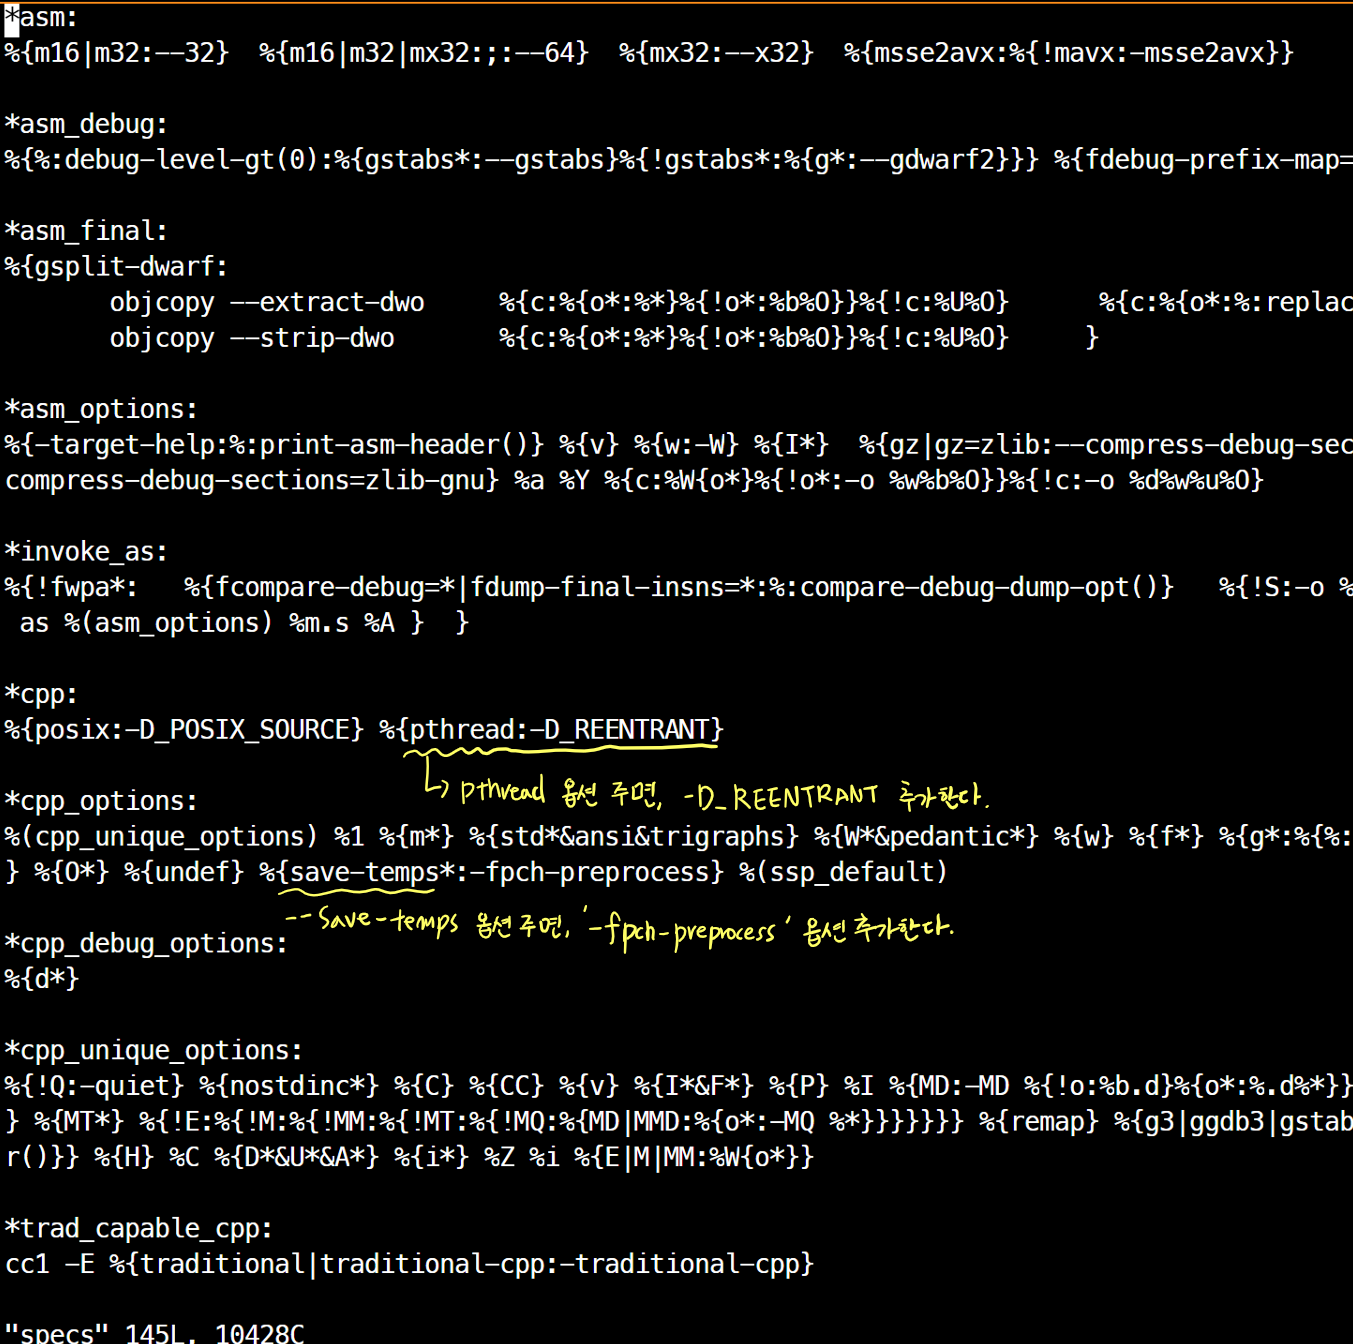 *asm:
%{m16|m32:--32}  %{m16|m32|mx32:;:--64}  %{mx32:--x32}  %{msse2avx:%{!mavx:-msse2avx}}
*asm_debug:
%{%:debug-level-gt(0):%{gstabs*:--gstabs}%{!gstabs*:%{g*:--gdwarf2}}} %{fdebug-prefix-map=
*asm_final:
%{gsplit-dwarf:
       objcopy --extract-dwo     %{c:%{o*:%*}%{!o*:%b%O}}%{!c:%U%O}      %{c:%{o*:%:replac
       objcopy --strip-dwo       %{c:%{o*:%*}%{!o*:%b%O}}%{!c:%U%O}     }
*asm_options:
%{-target-help:%:print-asm-header()} %{v} %{w:-W} %{I*}  %{gz|gz=zlib:--compress-debug-sec
compress-debug-sections=zlib-gnu} %a %Y %{c:%W{o*}%{!o*:-o %w%b%O}}%{!c:-o %d%w%u%O}
*invoke_as:
%{!fwpa*:   %{fcompare-debug=*|fdump-final-insns=*:%:compare-debug-dump-opt()}   %{!S:-o %
 as %(asm_options) %m.s %A }  }
*cpp:
%{posix:-D_POSIX_SOURCE} %{pthread:-D_REENTRANT}
pthread 옵션 주면, -D_REENTRANT 추가한다.
*cpp_options:
%(cpp_unique_options) %1 %{m*} %{std*&ansi&trigraphs} %{W*&pedantic*} %{w} %{f*} %{g*:%{%:
} %{O*} %{undef} %{save-temps*:-fpch-preprocess} %(ssp_default)
--save-temps 옵션 주면, '-fpch-preprocess' 옵션 추가한다.
*cpp_debug_options:
%{d*}
*cpp_unique_options:
%{!Q:-quiet} %{nostdinc*} %{C} %{CC} %{v} %{I*&F*} %{P} %I %{MD:-MD %{!o:%b.d}%{o*:%.d%*}}
} %{MT*} %{!E:%{!M:%{!MM:%{!MT:%{!MQ:%{MD|MMD:%{o*:-MQ %*}}}}}}} %{remap} %{g3|ggdb3|gstab
r()}} %{H} %C %{D*&U*&A*} %{i*} %Z %i %{E|M|MM:%W{o*}}
*trad_capable_cpp:
cc1 -E %{traditional|traditional-cpp:-traditional-cpp}
"specs" 145L, 10428C